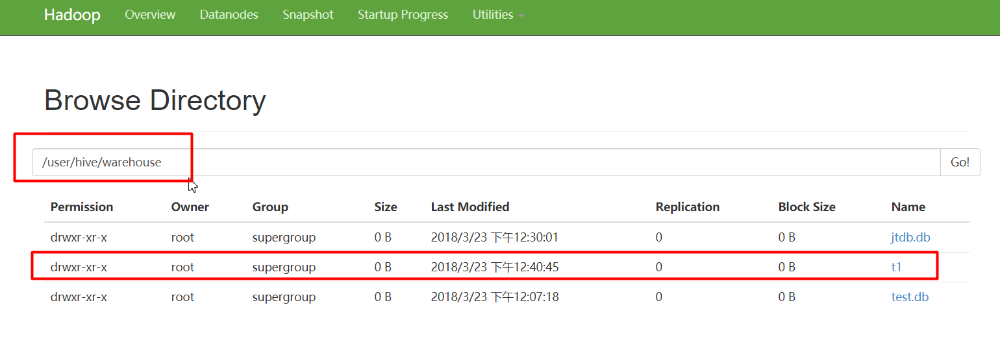 Hadoop Overview Datanodes Snapshot Startup Progress Utilities
Browse Directory
/user/hive/warehouse Go!
Permission Owner Group Size Last Modified Replication Block Size Name
drwxr-xr-x root supergroup 0 B 2018/3/23 下午12:30:01 0 0 B jtdb.db
drwxr-xr-x root supergroup 0 B 2018/3/23 下午12:40:45 0 0 B t1
drwxr-xr-x root supergroup 0 B 2018/3/23 下午12:07:18 0 0 B test.db